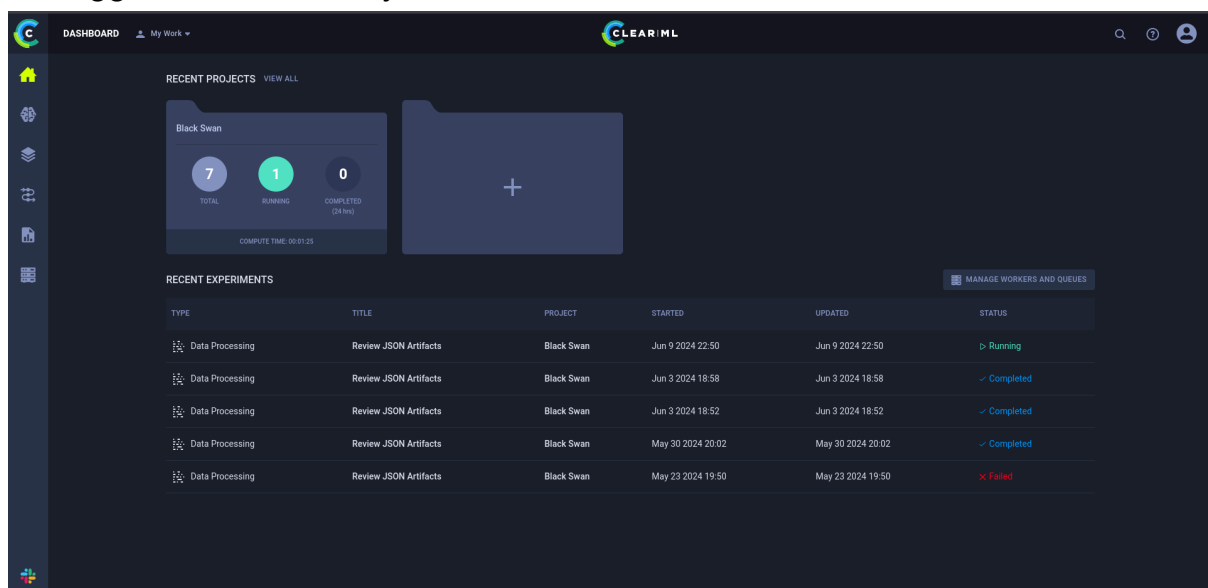 DASHBOARD My Work
CLEAR|ML
RECENT PROJECTS VIEW ALL
Black Swan
7 1 0
TOTAL RUNNING COMPLETED
(24 hrs)
COMPUTE TIME: 00:01:25
RECENT EXPERIMENTS MANAGE WORKERS AND QUEUES
TYPE TITLE PROJECT STARTED UPDATED STATUS
Data Processing Review JSON Artifacts Black Swan Jun 9 2024 22:50 Jun 9 2024 22:50 Running
Data Processing Review JSON Artifacts Black Swan Jun 3 2024 18:58 Jun 3 2024 18:58 Completed
Data Processing Review JSON Artifacts Black Swan Jun 3 2024 18:52 Jun 3 2024 18:52 Completed
Data Processing Review JSON Artifacts Black Swan May 30 2024 20:02 May 30 2024 20:02 Completed
Data Processing Review JSON Artifacts Black Swan May 23 2024 19:50 May 23 2024 19:50 Failed